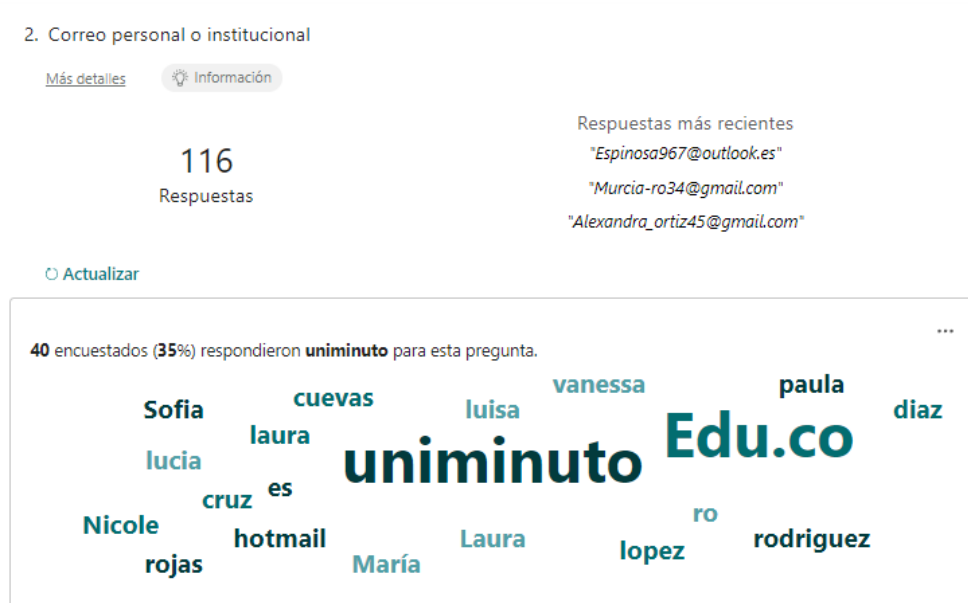 2. Correo personal o institucional
Más detalles
Información
116
Respuestas
Respuestas más recientes
"Espinosa967@outlook.es"
"Murcia-ro34@gmail.com"
"Alexandra_ortiz45@gmail.com"
Actualizar
...
40 encuestados (35%) respondieron uniminuto para esta pregunta.
vanessa
paula
cuevas
Sofia
luisa
diaz
laura
Edu.co
lucia
uniminuto
es
cruz
ro
Nicole
hotmail
Laura
rodriguez
lopez
rojas
María